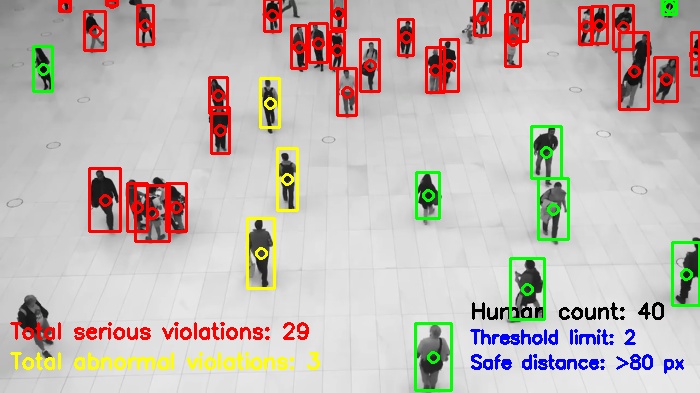 Human count: 40
Total serious violations: 29
Threshold limit: 2
Total abnormal violations: 3
Safe distance: >80 px